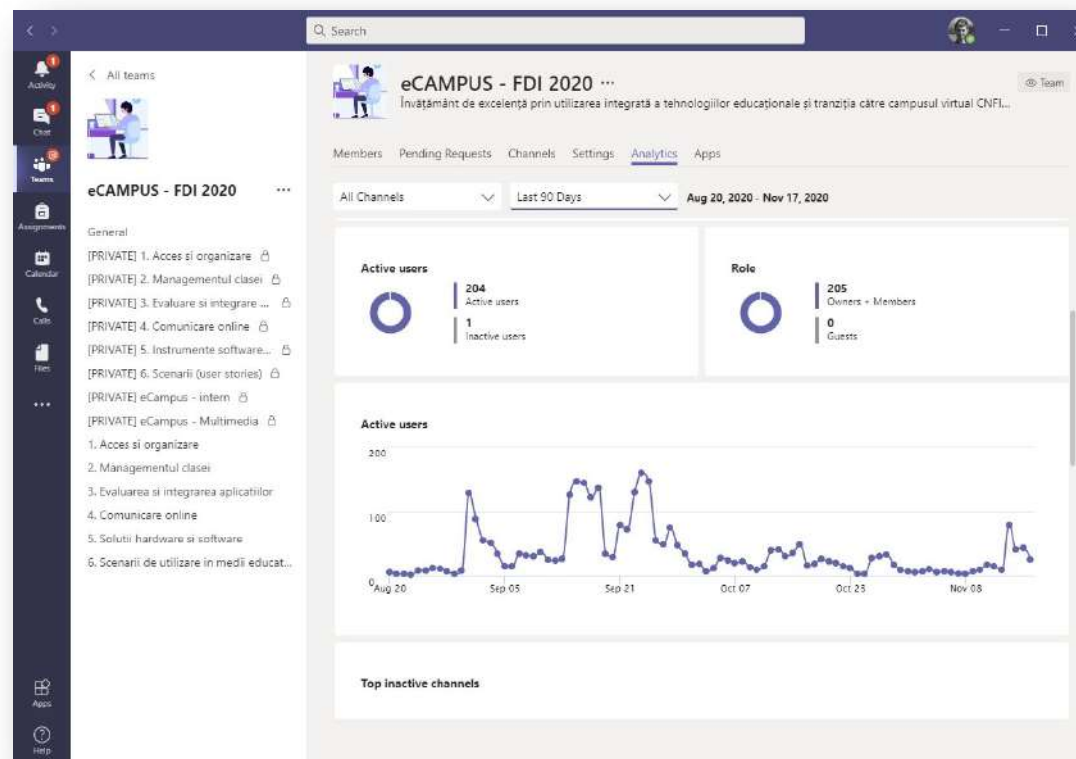 Search
Activity
Chat
Teams
Assignments
Calendar
Calls
Files
Apps
Help
All teams
eCAMPUS - FDI 2020 ...
General
[PRIVATE] 1. Acces si organizare
[PRIVATE] 2. Managementul clasei
[PRIVATE] 3. Evaluare si integrare ...
[PRIVATE] 4. Comunicare online
[PRIVATE] 5. Instrumente software...
[PRIVATE] 6. Scenarii (user stories)
[PRIVATE] eCampus - intern
[PRIVATE] eCampus - Multimedia
1. Acces si organizare
2. Managementul clasei
3. Evaluarea si integrarea aplicatiilor
4. Comunicare online
5. Solutii hardware si software
6. Scenarii de utilizare in medii educat...
eCAMPUS - FDI 2020 ...
Învățământ de excelență prin utilizarea integrată a tehnologiilor educaționale și tranziția către campusul virtual CNFI...
Team
Members Pending Requests Channels Settings Analytics Apps
All Channels Last 90 Days Aug 20, 2020 - Nov 17, 2020
Active users
204
Active users
1
Inactive users
Role
205
Owners + Members
0
Guests
Active users
200
100
0
Aug 20 Sep 05 Sep 21 Oct 07 Oct 23 Nov 08
Top inactive channels